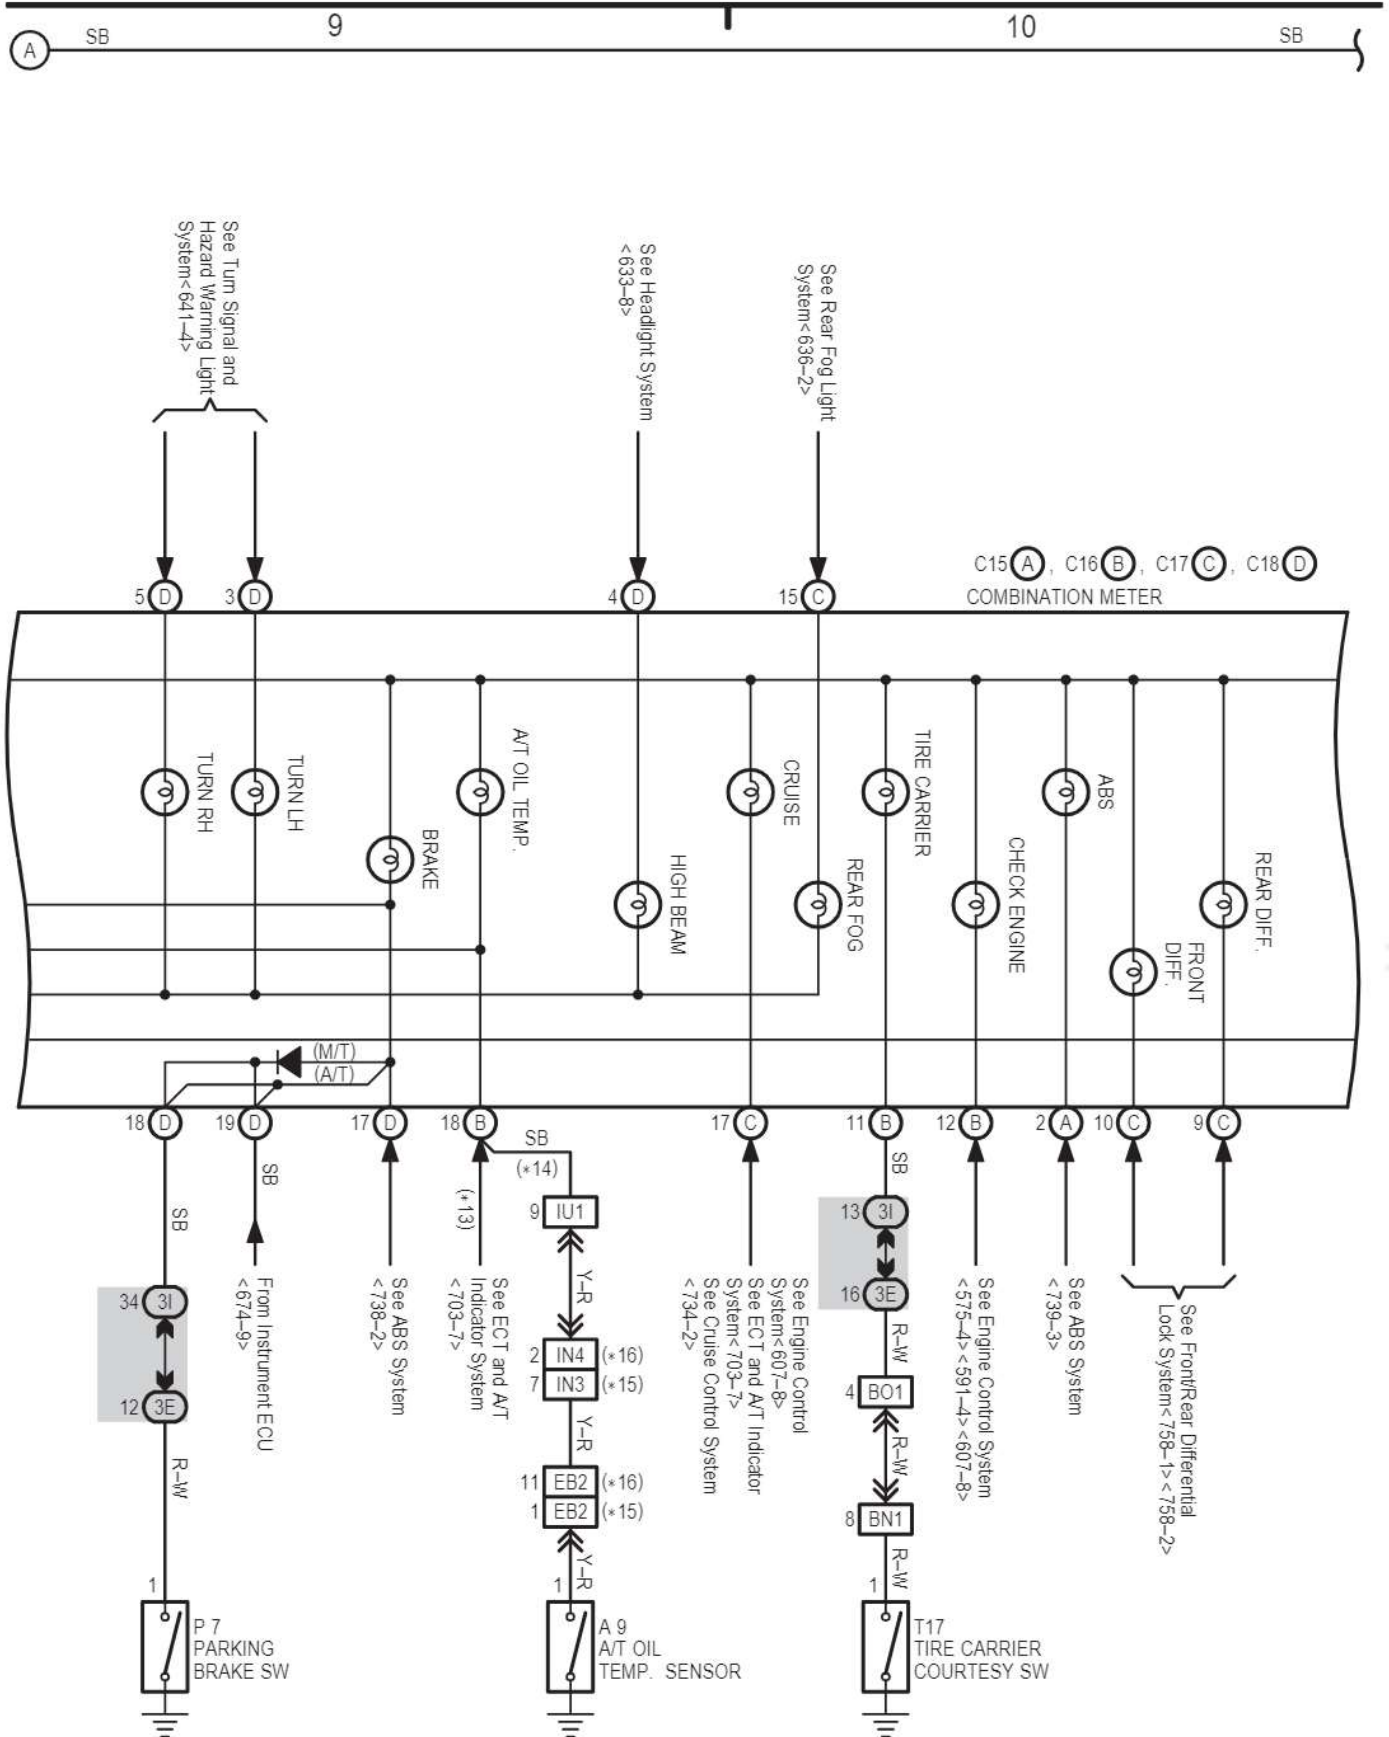 9
10
A
SB
SB
See Turn Signal and
Hazard Warning Light
System<641–4>
See Headlight System
<633–8>
See Rear Fog Light
System<636–2>
C15 A , C16 B , C17 C , C18 D
COMBINATION METER
5 D
3 D
4 D
15 C
TURN RH
TURN LH
BRAKE
A/T OIL TEMP.
HIGH BEAM
CRUISE
REAR FOG
TIRE CARRIER
CHECK ENGINE
ABS
FRONT
DIFF.
REAR DIFF.
(M/T)
(A/T)
18 D
19 D
17 D
18 B
17 C
11 B
12 B
2 A
10 C
9 C
SB
SB
SB
(*14)
(*13)
SB
34 3I
12 3E
R–W
1
P 7
PARKING
BRAKE SW
From Instrument ECU
<674–9>
See ABS System
<738–2>
See ECT and A/T
Indicator System
<703–7>
9 IU1
Y–R
2 IN4 (*16)
7 IN3 (*15)
Y–R
11 EB2 (*16)
1 EB2 (*15)
Y–R
1
A 9
A/T OIL
TEMP. SENSOR
See Engine Control
System<607–8>
See ECT and A/T Indicator
System<703–7>
See Cruise Control System
<734–2>
13 3I
16 3E
R–W
4 BO1
R–W
8 BN1
R–W
1
T17
TIRE CARRIER
COURTESY SW
See Engine Control System
<575–4><591–4><607–8>
See ABS System
<739–3>
See Front/Rear Differential
Lock System<758–1><758–2>